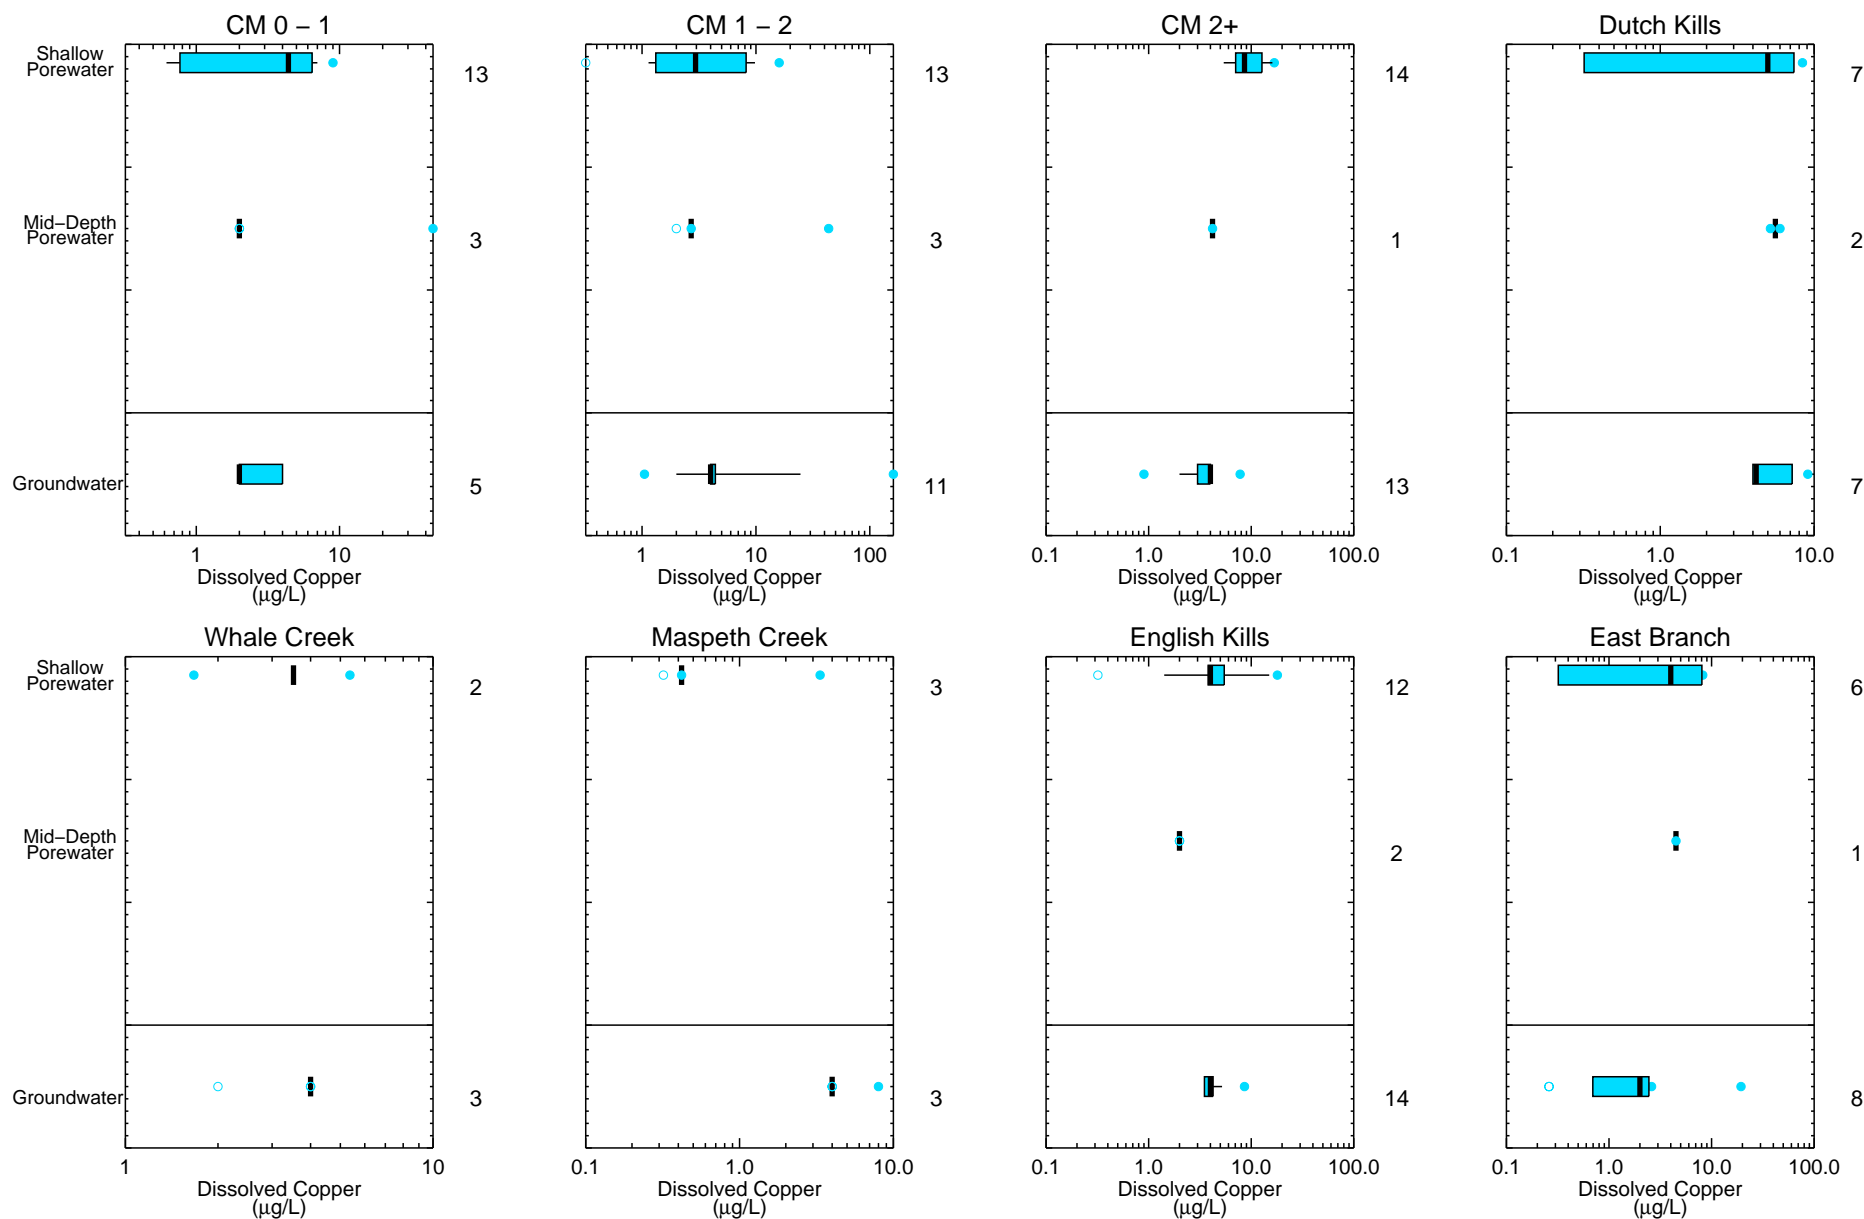 CM 0 – 1
CM 1 – 2
CM 2+
Dutch Kills
Shallow
Porewater
13
13
14
7
Mid–Depth
Porewater
3
3
1
2
Groundwater
5
11
13
7
1
10
1
10
100
0.1
1.0
10.0
100.0
0.1
1.0
10.0
Dissolved Copper
(µg/L)
Dissolved Copper
(µg/L)
Dissolved Copper
(µg/L)
Dissolved Copper
(µg/L)
Whale Creek
Maspeth Creek
English Kills
East Branch
Shallow
Porewater
2
3
12
6
Mid–Depth
Porewater
2
1
Groundwater
3
3
14
8
1
10
0.1
1.0
10.0
0.1
1.0
10.0
100.0
0.1
1.0
10.0
100.0
Dissolved Copper
(µg/L)
Dissolved Copper
(µg/L)
Dissolved Copper
(µg/L)
Dissolved Copper
(µg/L)